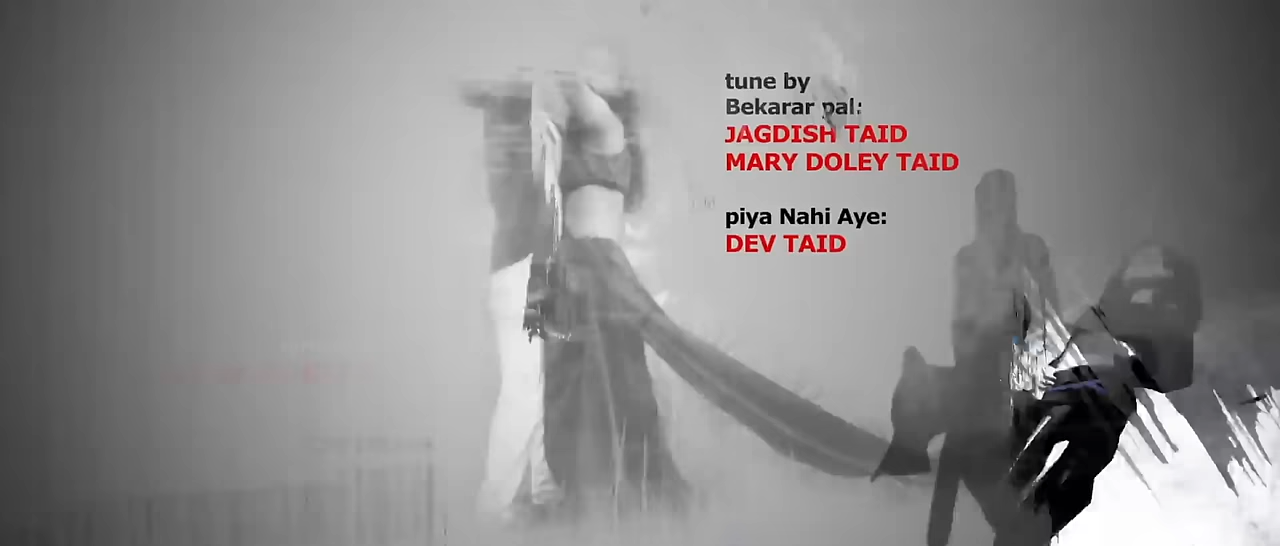 tune by
Bekarar pal:
JAGDISH TAID
MARY DOLEY TAID
piya Nahi Aye:
DEV TAID